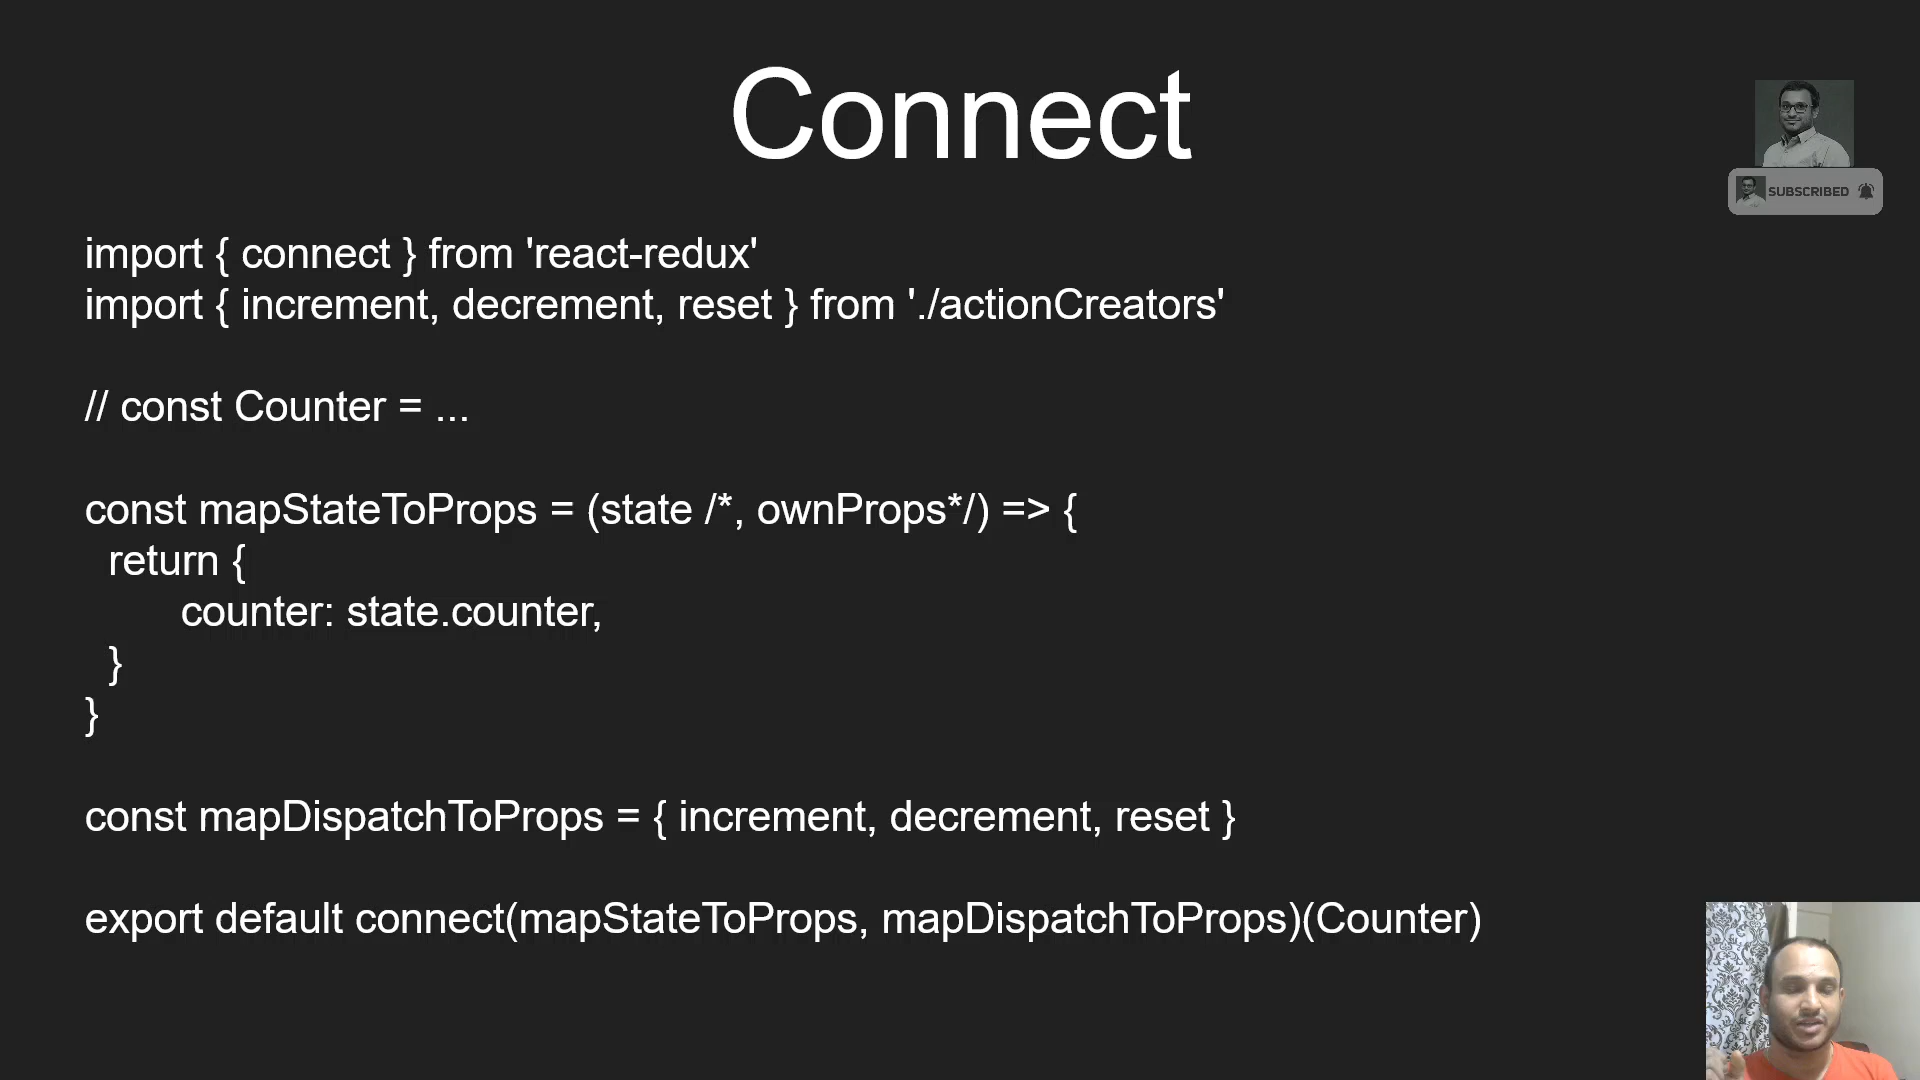 Connect
SUBSCRIBED
import { connect } from 'react-redux'
import { increment, decrement, reset } from './actionCreators'
// const Counter = ...
const mapStateToProps = (state /*, ownProps*/) => {
return {
counter: state.counter,
}
}
const mapDispatchToProps = { increment, decrement, reset }
export default connect(mapStateToProps, mapDispatchToProps)(Counter)